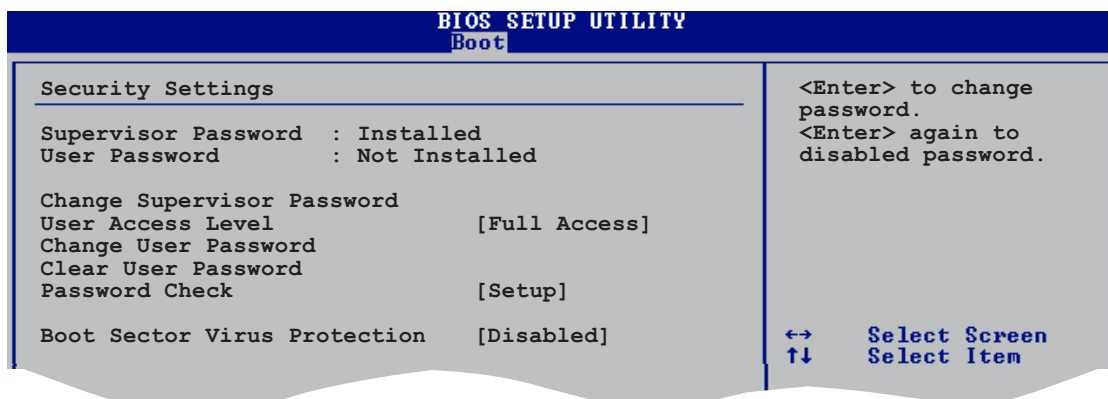 BIOS SETUP UTILITY
Boot
Security Settings
Supervisor Password : Installed
User Password : Not Installed
Change Supervisor Password
User Access Level [Full Access]
Change User Password
Clear User Password
Password Check [Setup]
Boot Sector Virus Protection [Disabled]
<Enter> to change
password.
<Enter> again to
disabled password.
←→ Select Screen
↑↓ Select Item